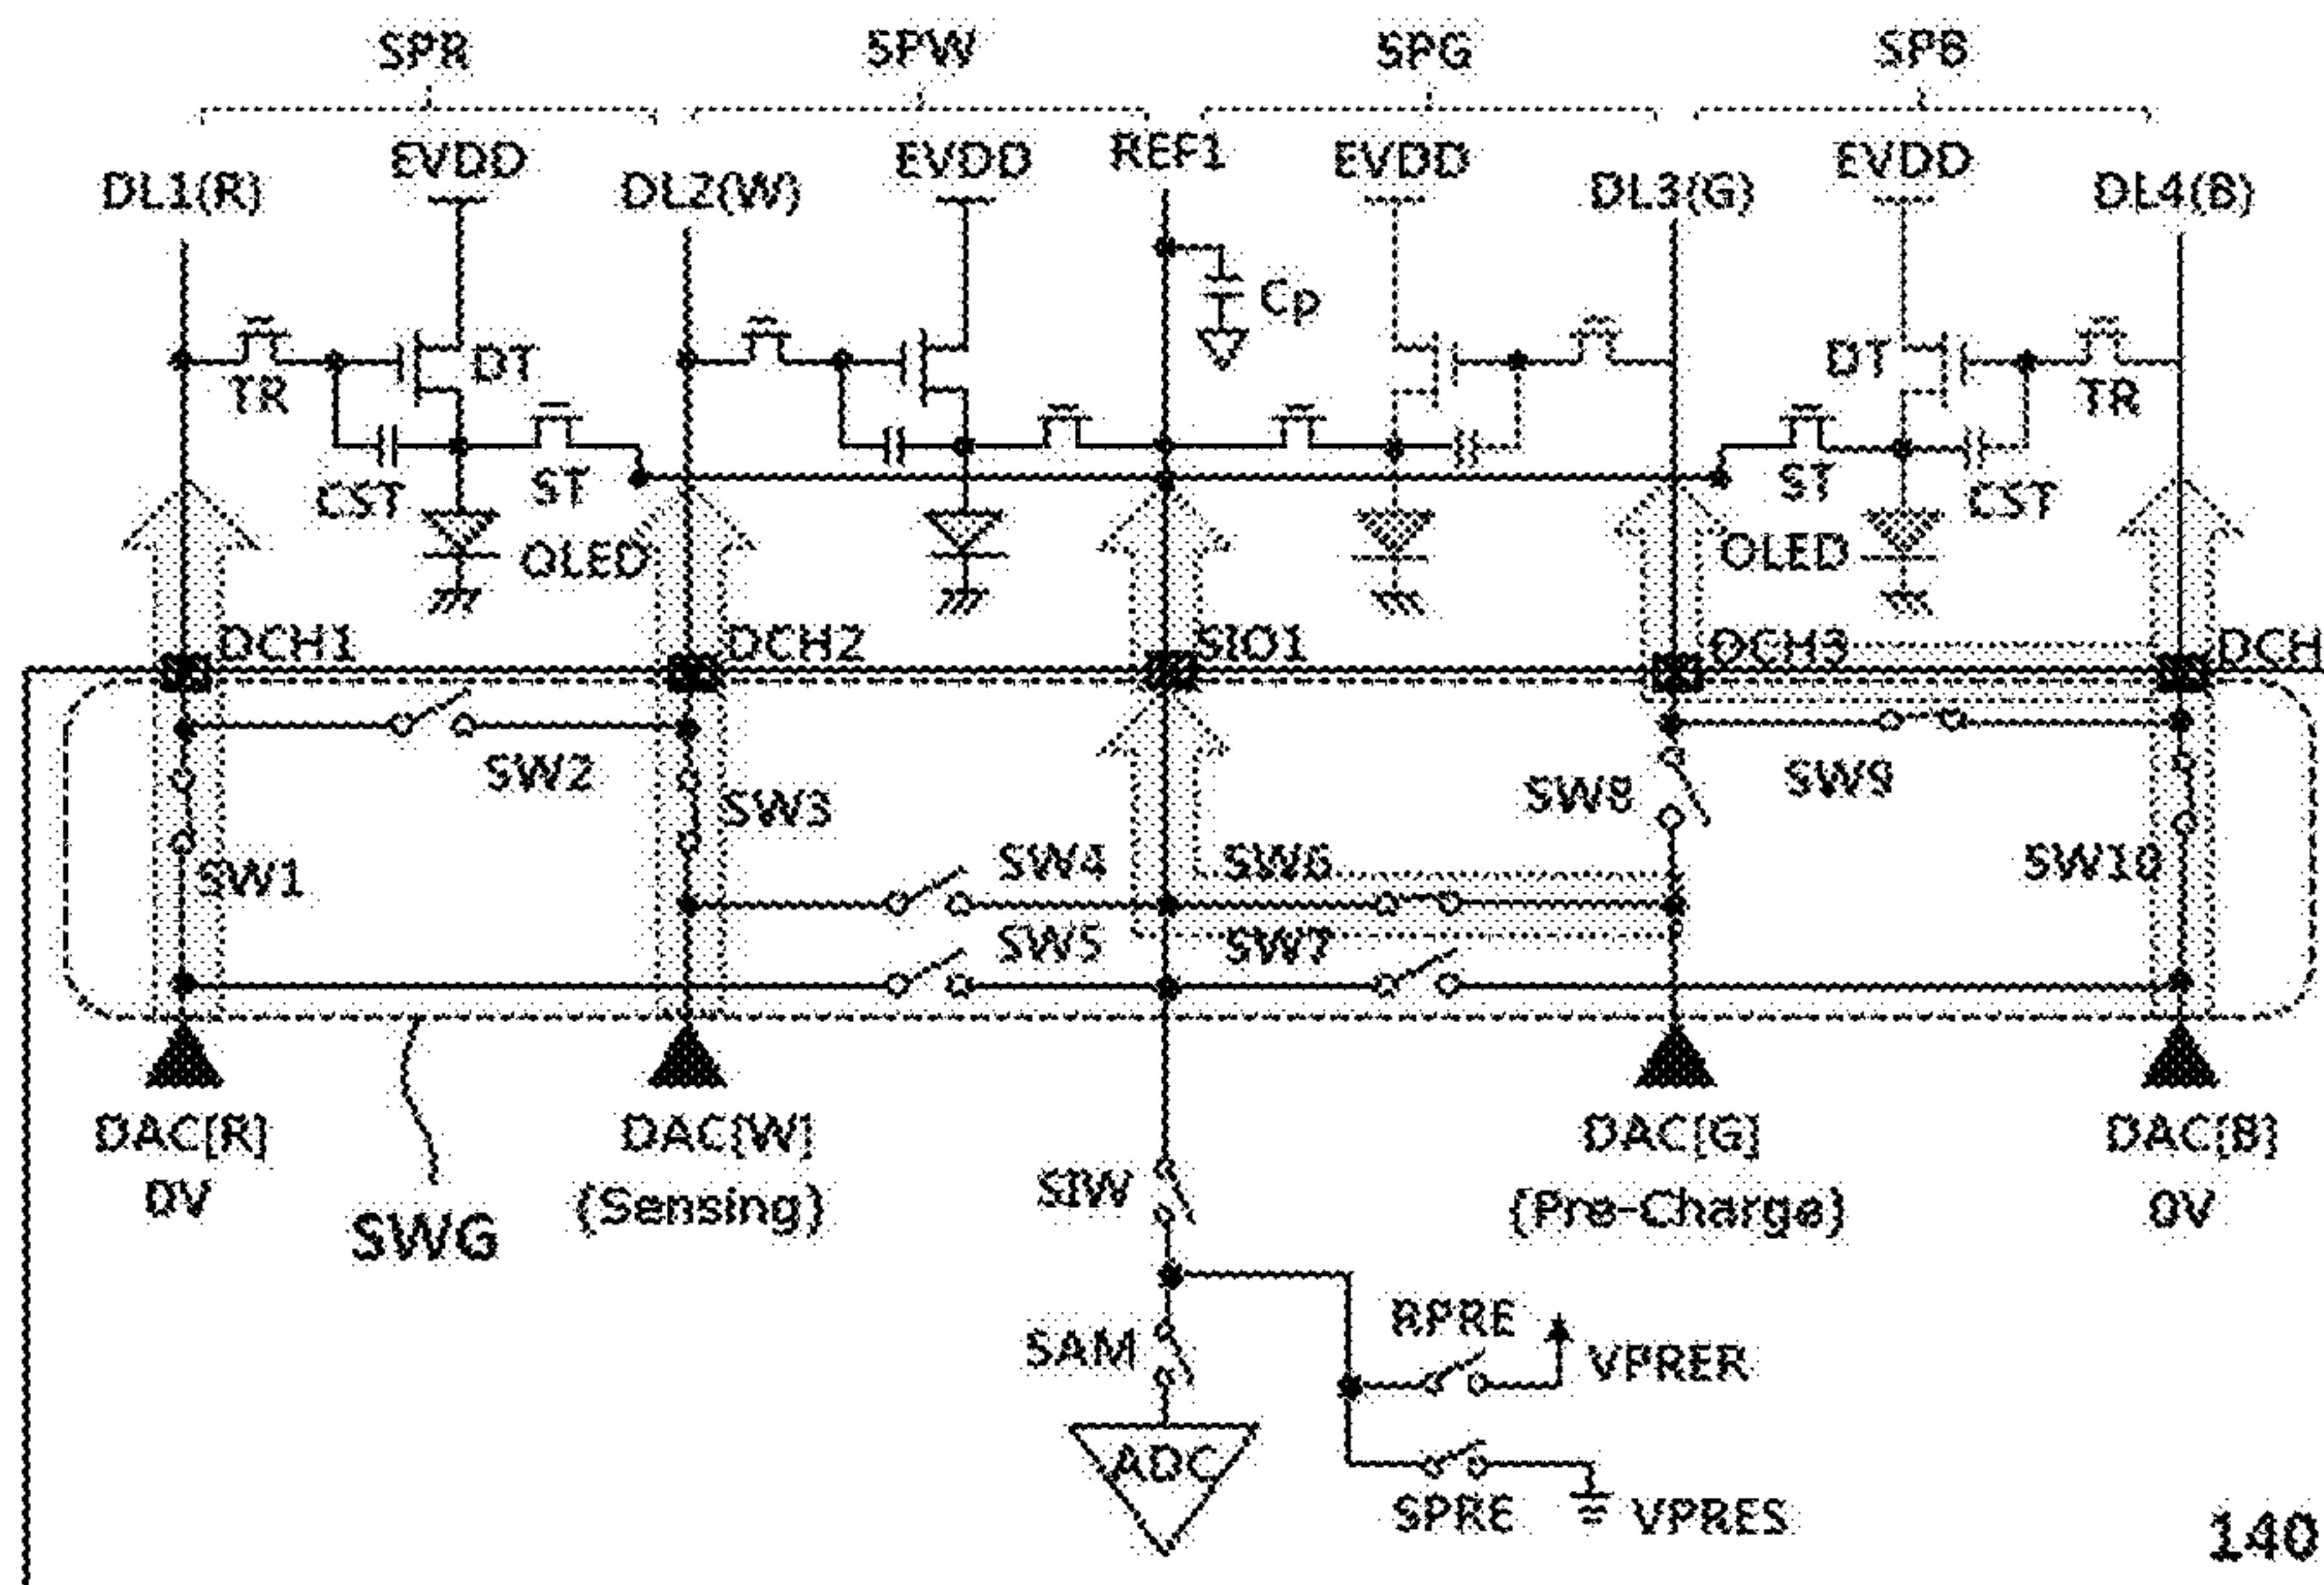 SPR SPW SPG SPB
EVDD EVDD REF1 EVDD EVDD
DL1(R) DL2(W) DL3(G) DL4(B)
Cp
TR DT DT TR
CST ST ST CST
OLED OLED
DCH1 DCH2 SIO1 DCH3 DCH
SW2 SW3 SW8 SW9
SW1 SW4 SW6 SW10
SW5 SW7
DAC[R] DAC[W] DAC[G] DAC[B]
0V (Sensing) SIW (Pre-Charge) 0V
SWG
SAM RPRE VPRER
ADC
SPRE VPRES
140